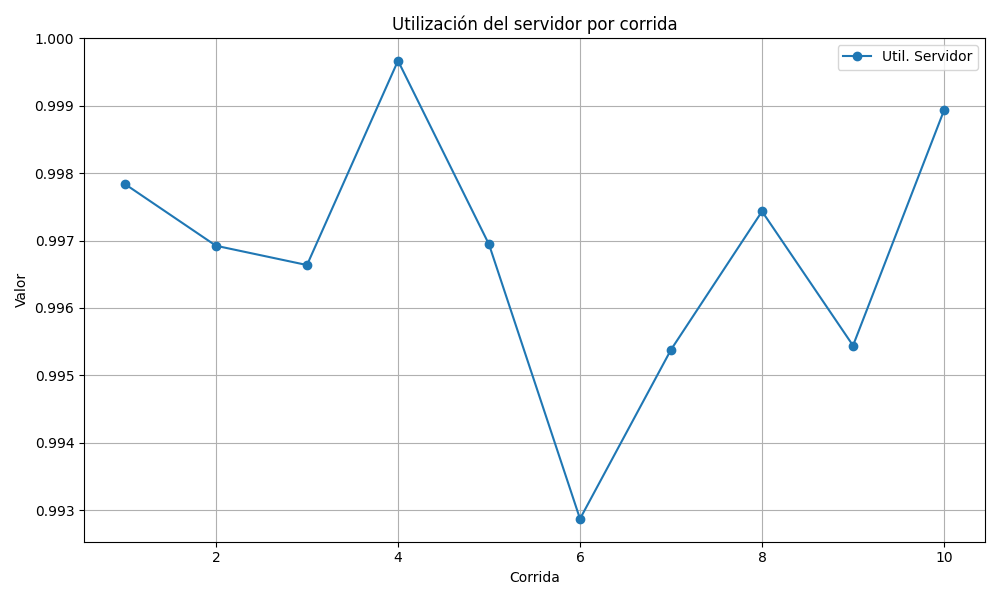 Utilización del servidor por corrida
Util. Servidor
Valor
1.000
0.999
0.998
0.997
0.996
0.995
0.994
0.993
2 4 6 8 10
Corrida